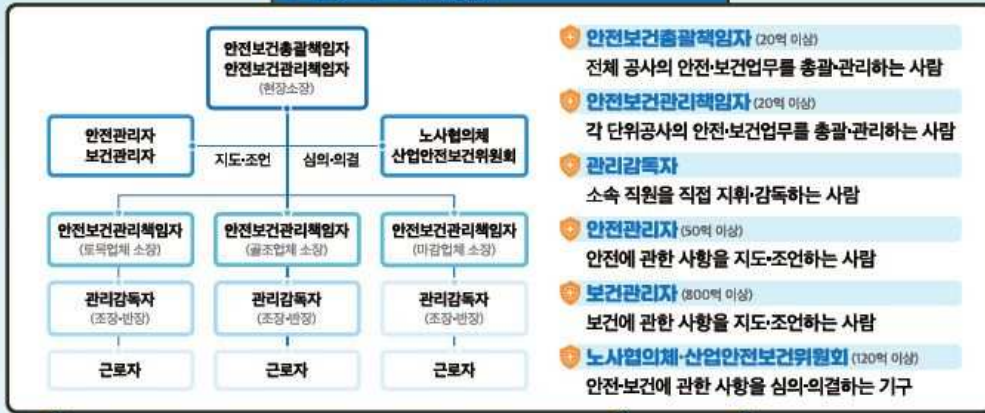 안전보건총괄책임자
안전보건관리책임자
(현장소장)
안전관리자
보건관리자
지도·조언
심의·의결
노사협의체
산업안전보건위원회
안전보건관리책임자
(토목업체 소장)
안전보건관리책임자
(골조업체 소장)
안전보건관리책임자
(마감업체 소장)
관리감독자
(조장·반장)
관리감독자
(조장·반장)
관리감독자
(조장·반장)
근로자
근로자
근로자
안전보건총괄책임자 (20억 이상)
전체 공사의 안전·보건업무를 총괄·관리하는 사람
안전보건관리책임자 (20억 이상)
각 단위공사의 안전·보건업무를 총괄·관리하는 사람
관리감독자
소속 직원을 직접 지휘·감독하는 사람
안전관리자 (50억 이상)
안전에 관한 사항을 지도·조언하는 사람
보건관리자 (800억 이상)
보건에 관한 사항을 지도·조언하는 사람
노사협의체·산업안전보건위원회 (120억 이상)
안전·보건에 관한 사항을 심의·의결하는 기구